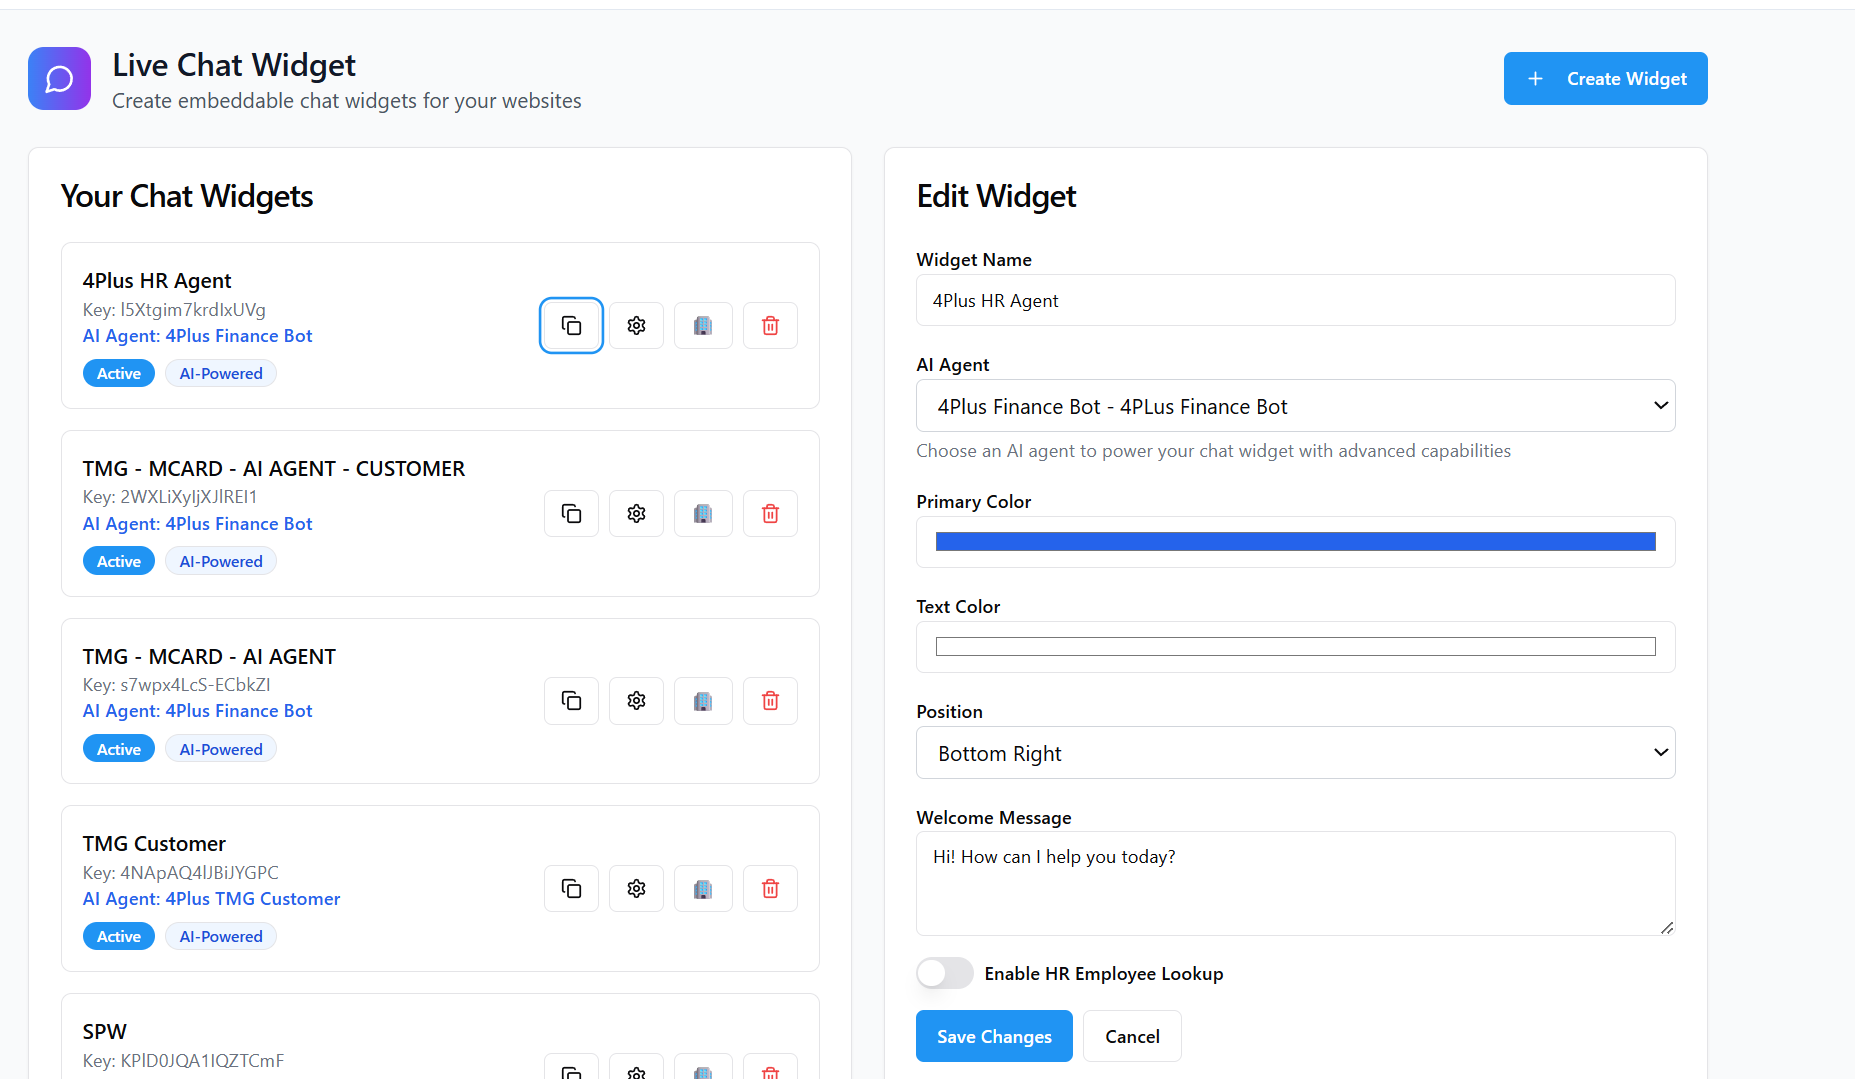 Live Chat Widget
Create embeddable chat widgets for your websites
Create Widget
Your Chat Widgets
4Plus HR Agent
Key: l5Xtgim7krdIxUVg
AI Agent: 4Plus Finance Bot
Active
AI-Powered
TMG - MCARD - AI AGENT - CUSTOMER
Key: 2WXLiXyIjXJlREI1
AI Agent: 4Plus Finance Bot
Active
AI-Powered
TMG - MCARD - AI AGENT
Key: s7wpx4LcS-ECbkZI
AI Agent: 4Plus Finance Bot
Active
AI-Powered
TMG Customer
Key: 4NApAQ4lJBiJYGPC
AI Agent: 4Plus TMG Customer
Active
AI-Powered
SPW
Key: KPlD0JQA1IQZTCmF
Edit Widget
Widget Name
4Plus HR Agent
AI Agent
4Plus Finance Bot - 4PLus Finance Bot
Choose an AI agent to power your chat widget with advanced capabilities
Primary Color
Text Color
Position
Bottom Right
Welcome Message
Hi! How can I help you today?
Enable HR Employee Lookup
Save Changes
Cancel